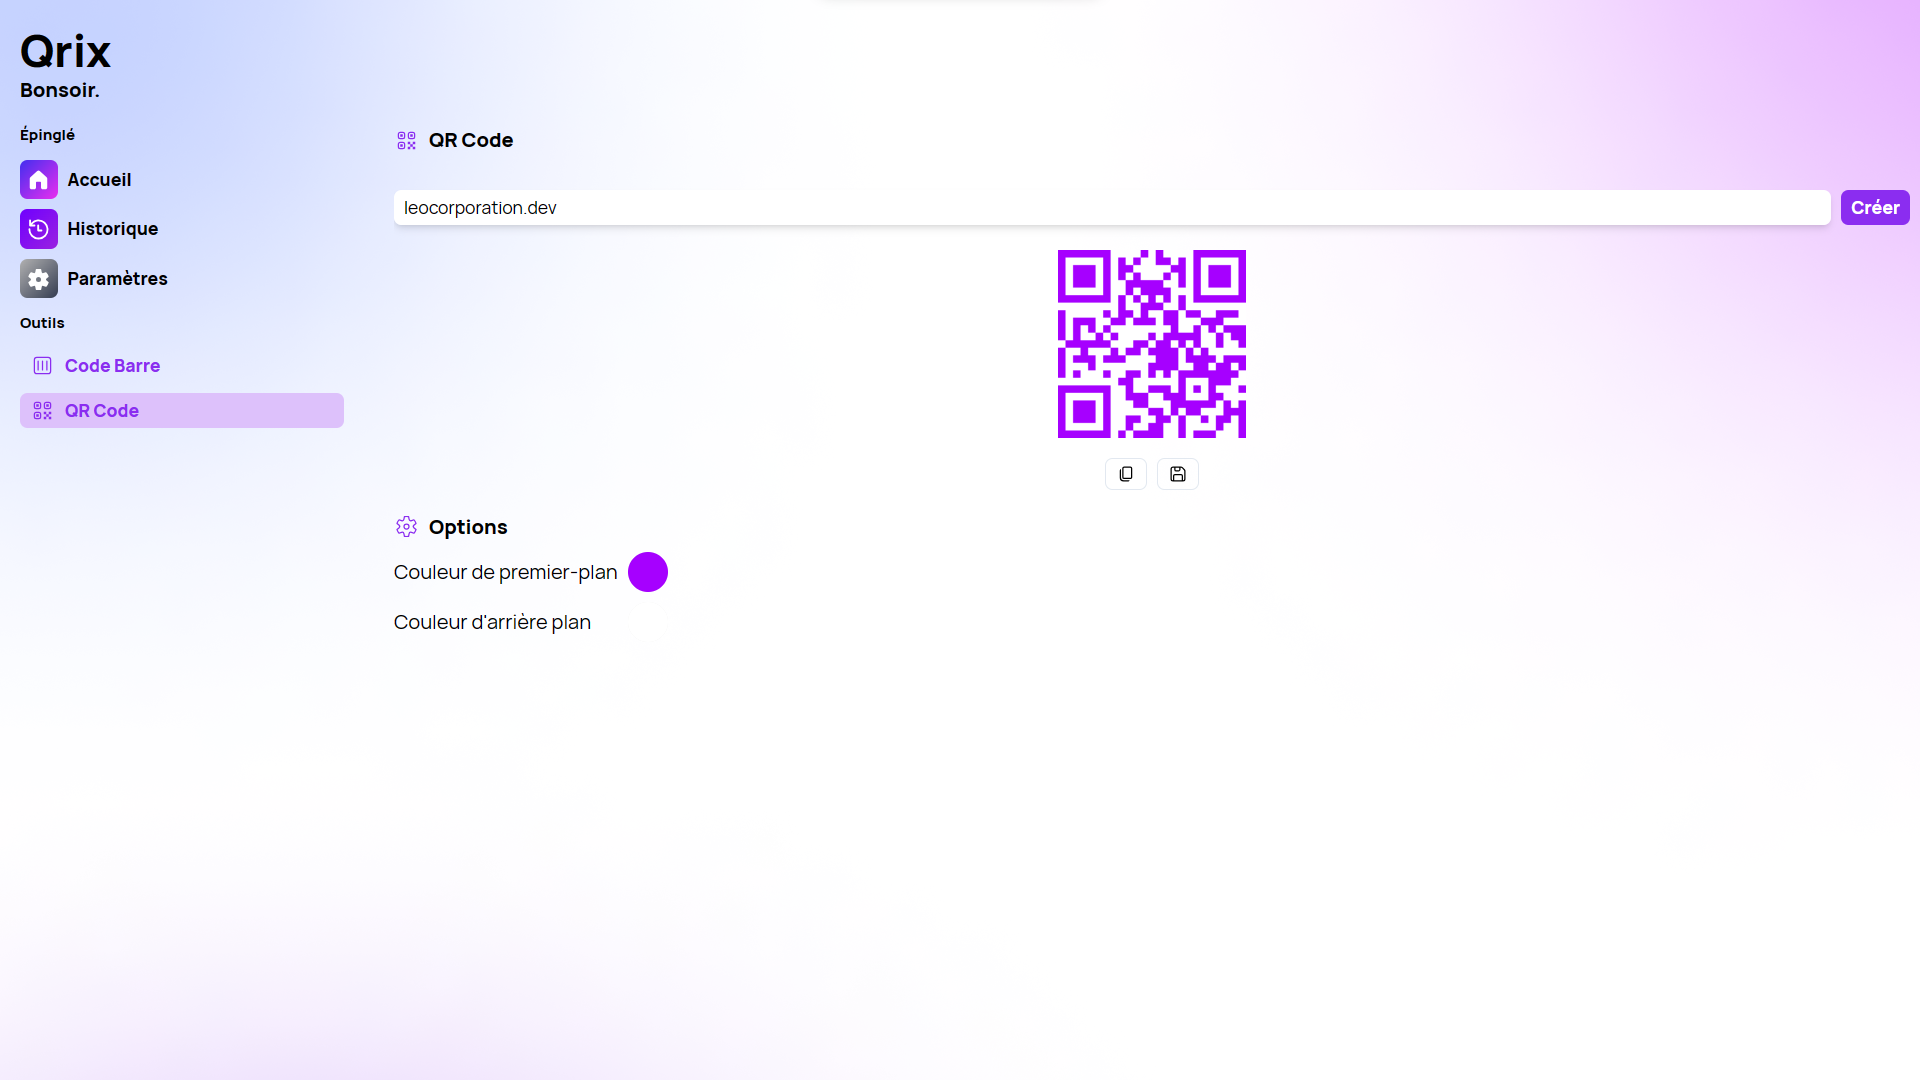 Qrix
Bonsoir.
Épinglé
Accueil
Historique
Paramètres
Outils
Code Barre
QR Code
QR Code
leocorporation.dev
Créer
Options
Couleur de premier-plan
Couleur d'arrière plan